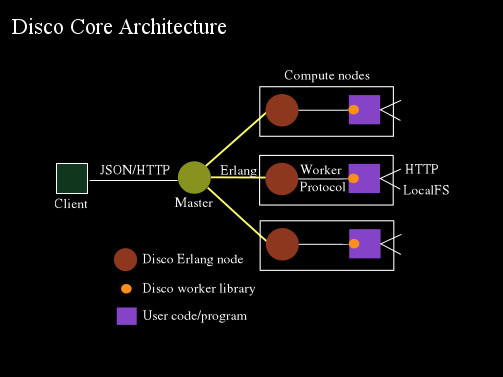 Disco Core Architecture
Compute nodes
JSON/HTTP
Erlang
Worker
Protocol
HTTP
LocalFS
Client
Master
Disco Erlang node
Disco worker library
User code/program